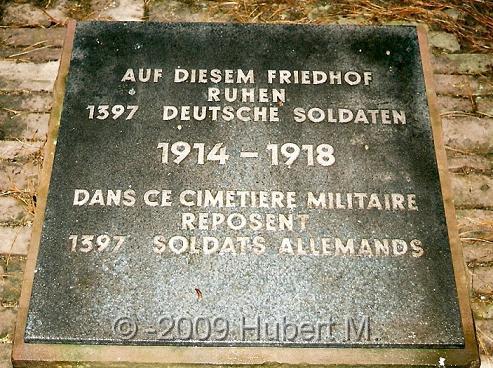 AUF DIESEM FRIEDHOF
RUHEN
1397 DEUTSCHE SOLDATEN
1914 – 1918
DANS CE CIMETIERE MILITAIRE
REPOSENT
1397 SOLDATS ALLEMANDS
© -2009 Hubert M.